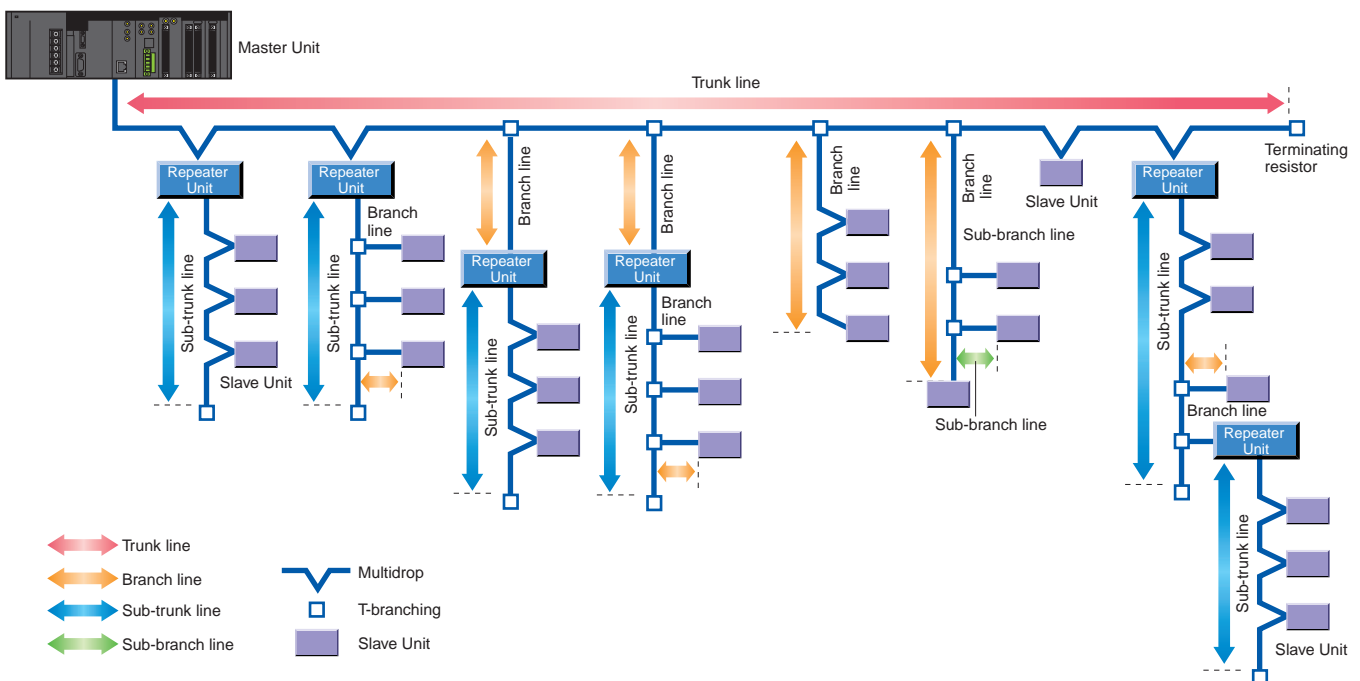 Master Unit
Trunk line
Terminating
resistor
Repeater
Unit
Sub-trunk line
Slave Unit
Repeater
Unit
Branch
line
Sub-trunk line
Branch line
Repeater
Unit
Sub-trunk line
Branch line
Repeater
Unit
Branch
line
Sub-trunk line
Branch
line
Branch
line
Sub-branch line
Sub-branch line
Slave Unit
Repeater
Unit
Sub-trunk line
Branch line
Repeater
Unit
Sub-trunk line
Slave Unit
Trunk line
Branch line
Sub-trunk line
Sub-branch line
Multidrop
T-branching
Slave Unit